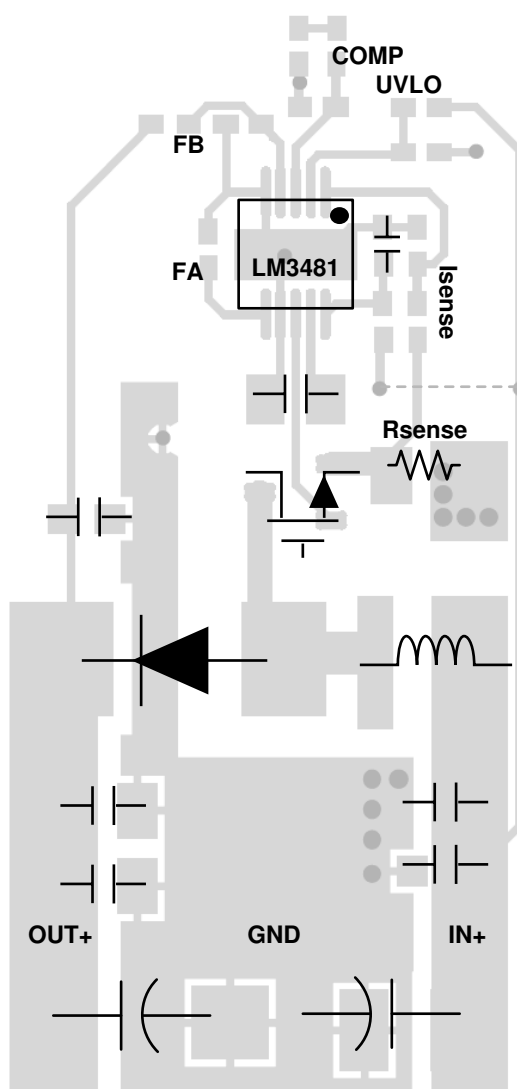 COMP
UVLO
FB
LM3481
FA
Isense
Rsense
OUT+
GND
IN+